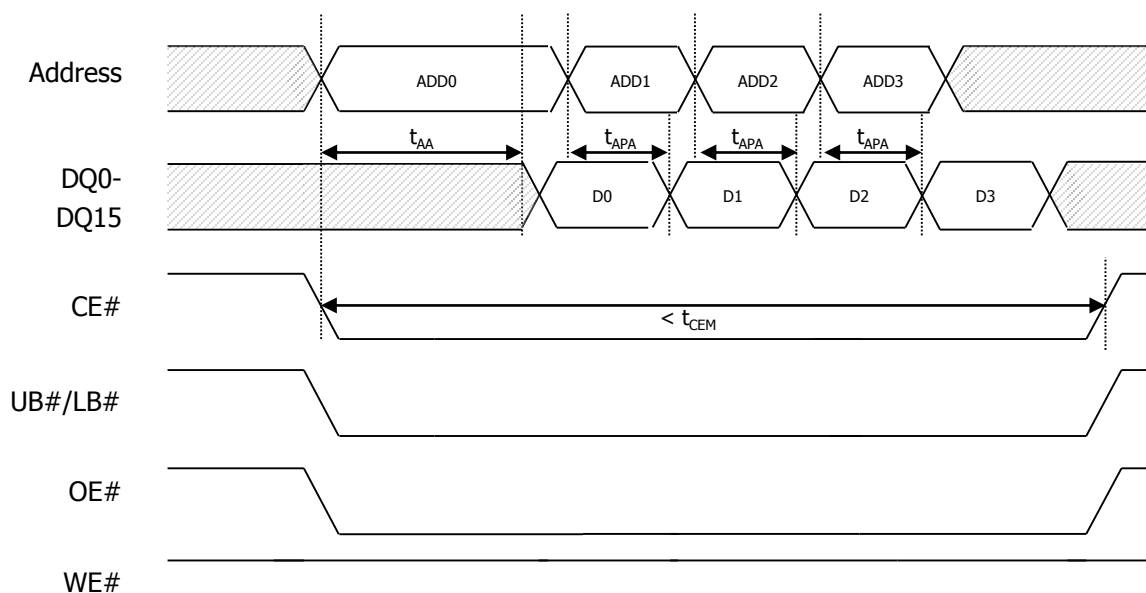 Address
ADD0 ADD1 ADD2 ADD3
tAA tAPA tAPA tAPA
DQ0-
DQ15
D0 D1 D2 D3
CE#
< tCEM
UB#/LB#
OE#
WE#